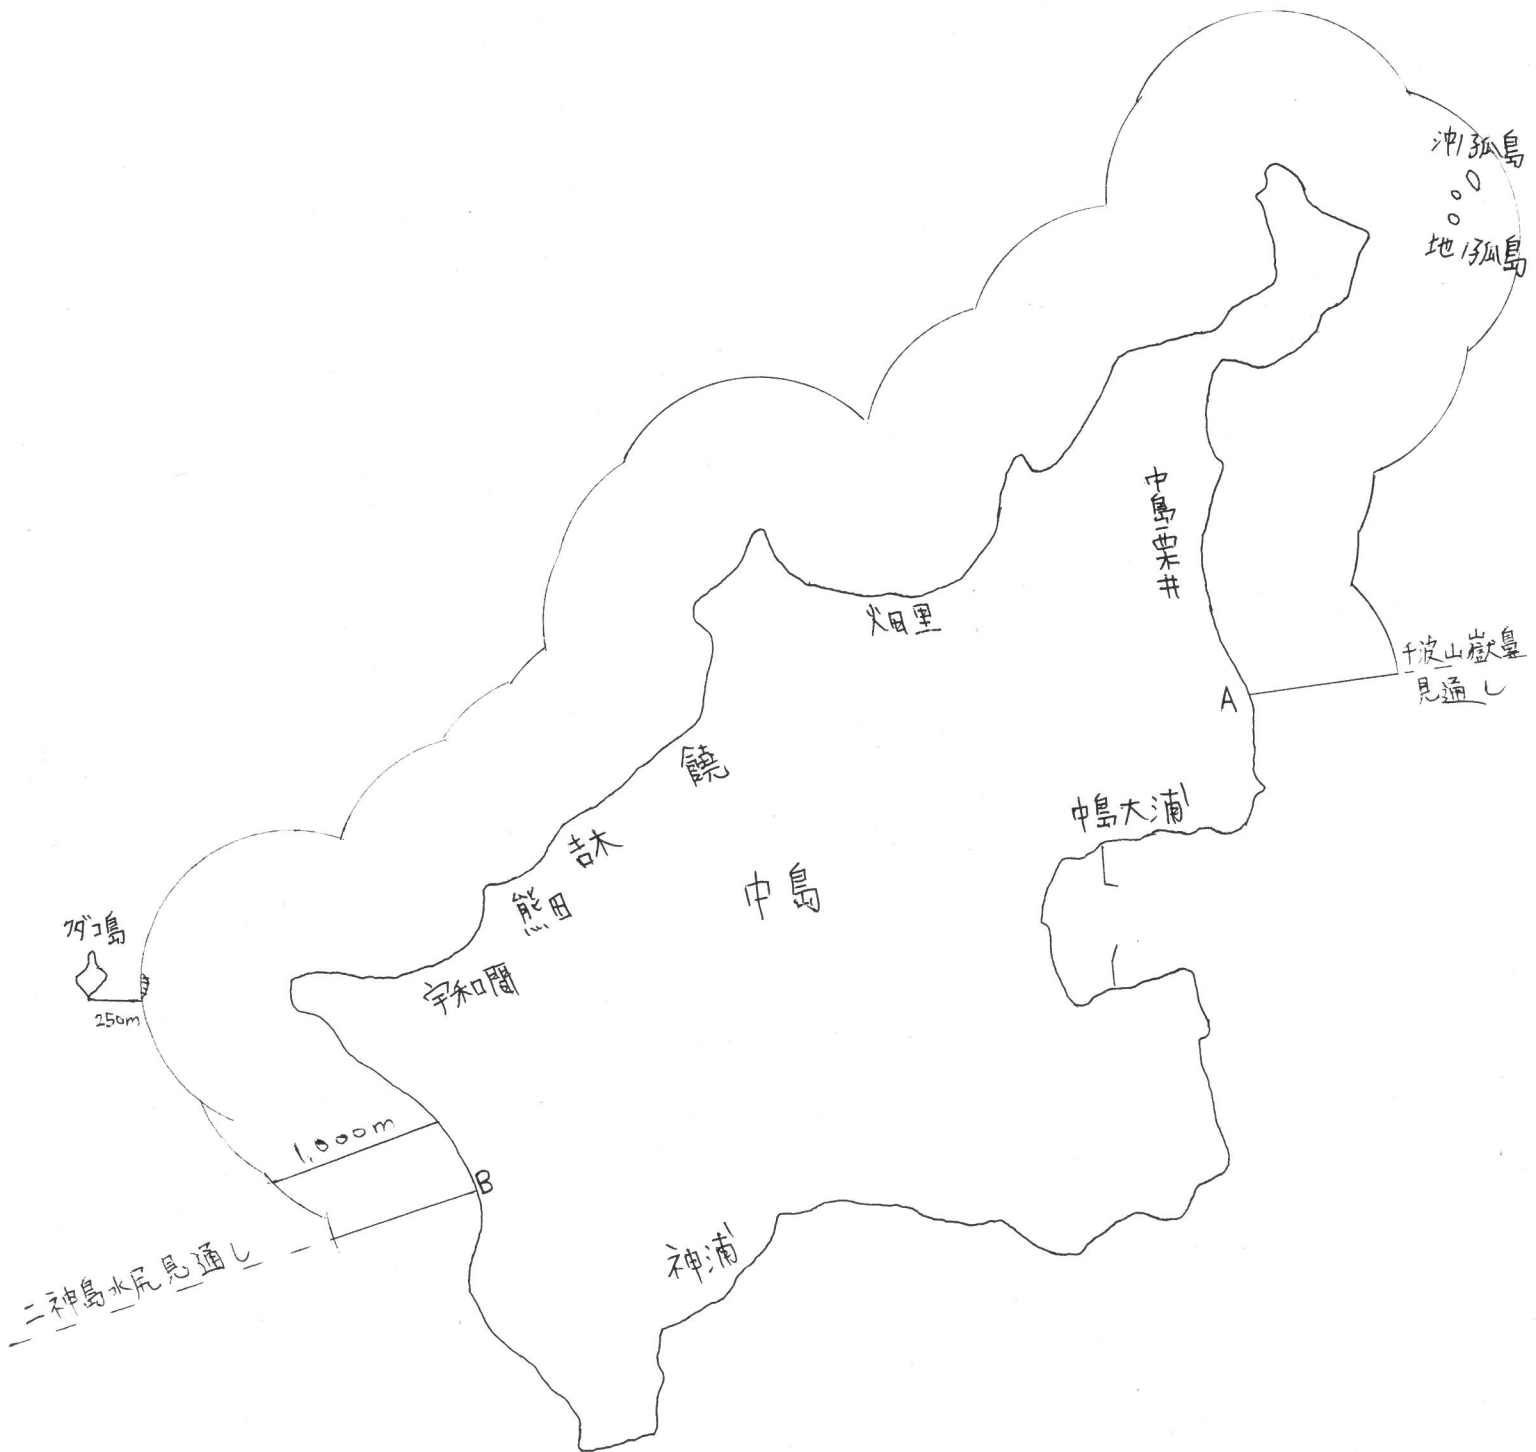 沖ノ孤島
地ノ孤島
中島粟井
畑里
千波山嶽臺
見通し
A
饒
中島大浦
吉木
中島
熊田
クダコ島
宇和間
250m
1,000m
B
神浦
二神島水尻見通し